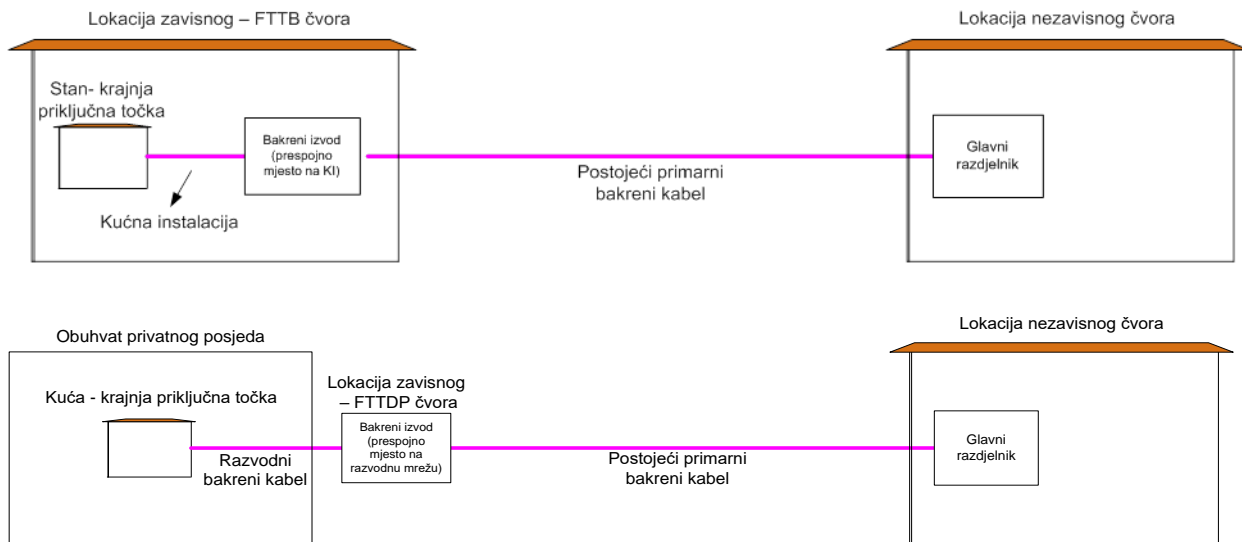 Lokacija zavisnog – FTTB čvora
Lokacija nezavisnog čvora
Stan- krajnja
priključna točka
Bakreni izvod
(prespojno
mjesto na KI)
Kućna instalacija
Postojeći primarni
bakreni kabel
Glavni
razdjelnik
Obuhvat privatnog posjeda
Lokacija nezavisnog čvora
Kuća - krajnja priključna točka
Lokacija zavisnog
– FTTDP čvora
Bakreni izvod
(prespojno
mjesto na
razvodnu mrežu)
Razvodni
bakreni kabel
Postojeći primarni
bakreni kabel
Glavni
razdjelnik